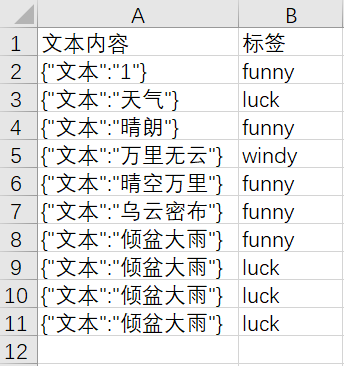 A B
1 文本内容 标签
2 {"文本":"1"} funny
3 {"文本":"天气"} luck
4 {"文本":"晴朗"} funny
5 {"文本":"万里无云"} windy
6 {"文本":"晴空万里"} funny
7 {"文本":"乌云密布"} funny
8 {"文本":"倾盆大雨"} funny
9 {"文本":"倾盆大雨"} luck
10 {"文本":"倾盆大雨"} luck
11 {"文本":"倾盆大雨"} luck
12